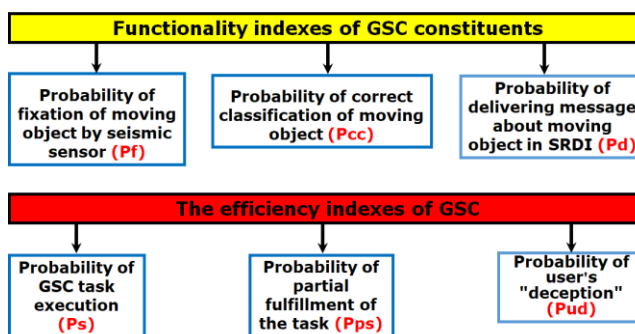 Functionality indexes of GSC constituents
Probability of
fixation of moving
object by seismic
sensor (Pf)
Probability of correct
classification of moving
object (Pcc)
Probability of
delivering message
about moving
object in SRDI (Pd)
The efficiency indexes of GSC
Probability of
GSC task
execution
(Ps)
Probability of
partial
fulfillment of
the task (Pps)
Probability of
user's
"deception"
(Pud)